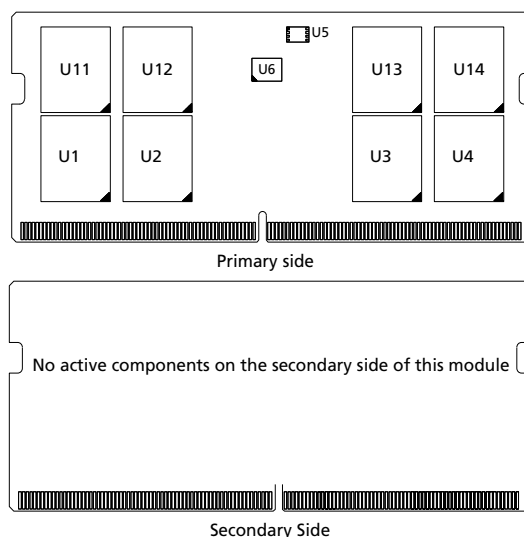 U5
U11 U12 U6 U13 U14
U1 U2 U3 U4
Primary side
No active components on the secondary side of this module
Secondary Side